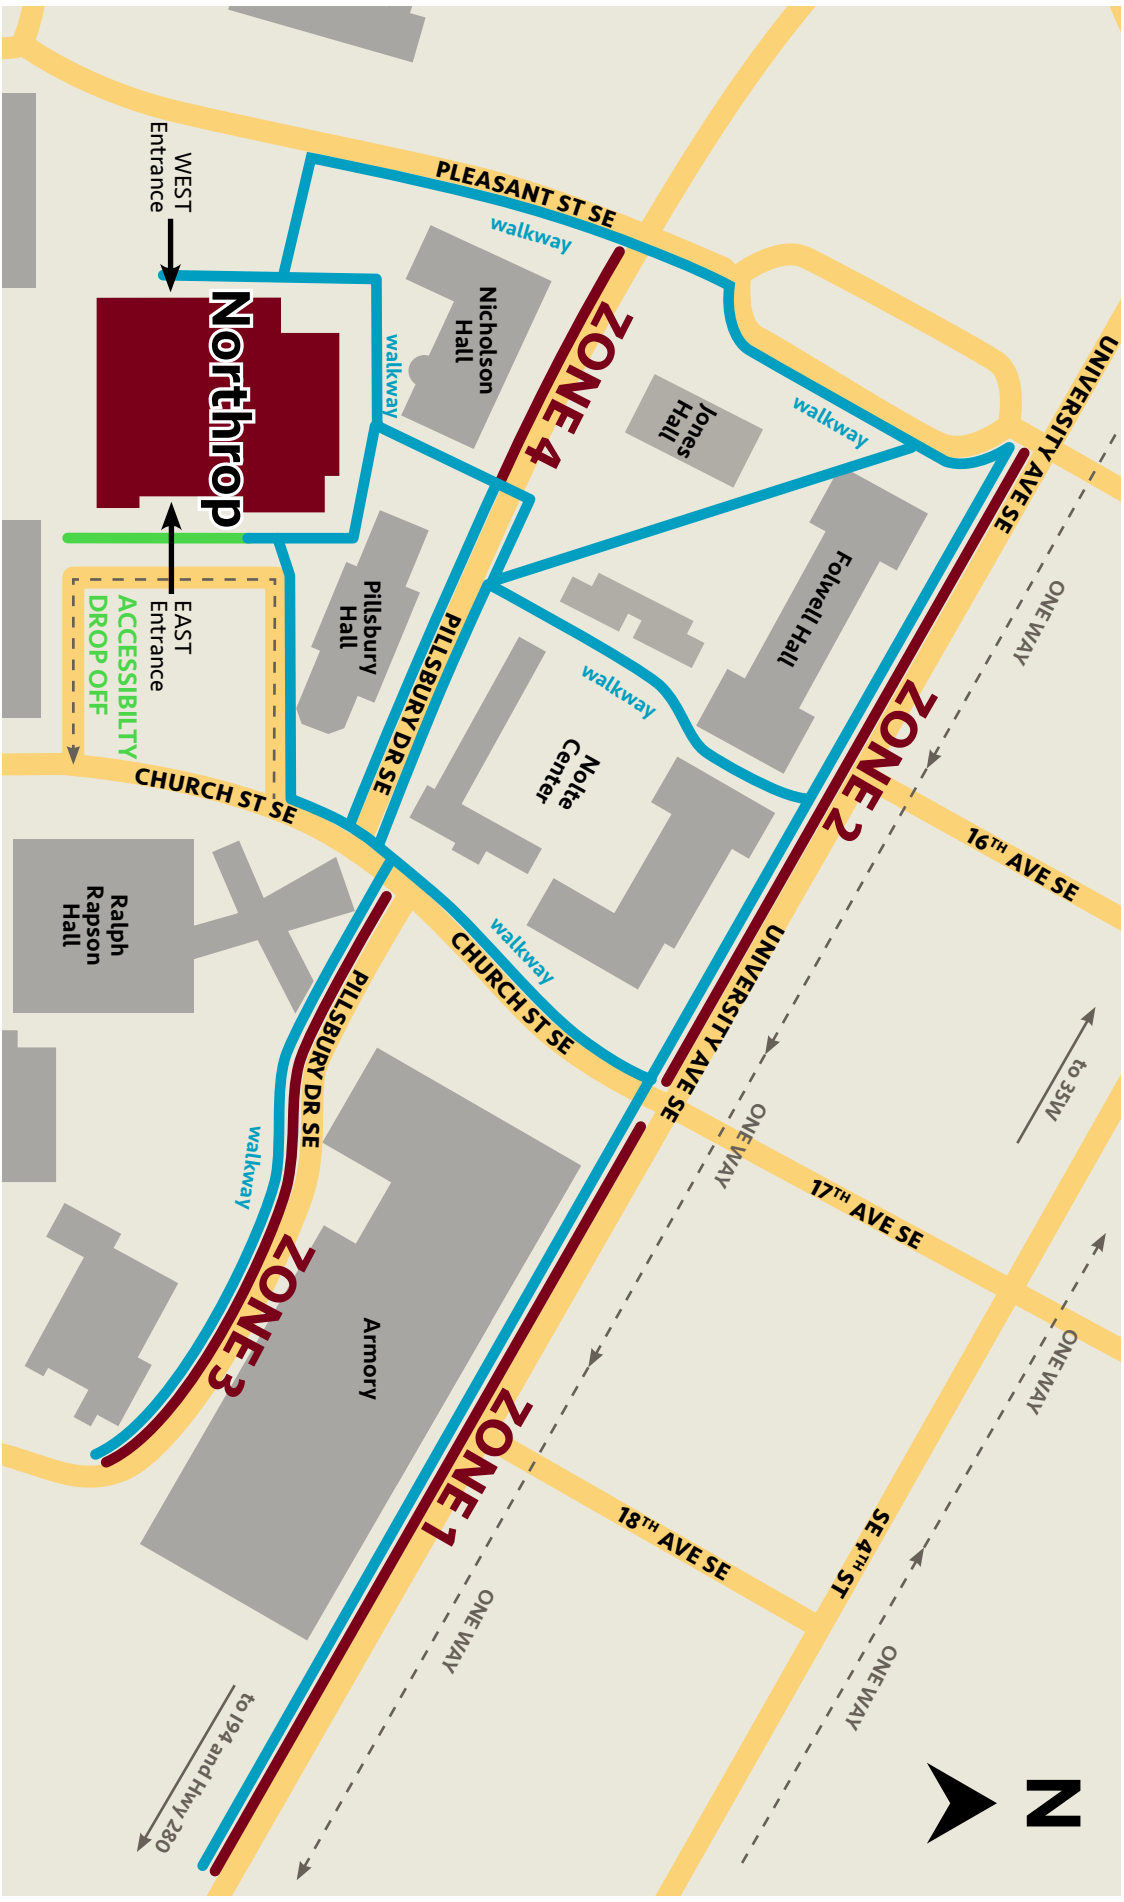 PLEASANT ST SE
walkway
WEST
Entrance
Northrop
walkway
Nicholson
Hall
ZONE 4
Jones
Hall
walkway
UNIVERSITY AVE SE
ONE WAY
EAST
Entrance
ACCESSIBILTY
DROP OFF
Pillsbury
Hall
PILLSBURY DR SE
walkway
Folwell Hall
Nolte
Center
ZONE 2
16TH AVE SE
CHURCH ST SE
Ralph
Rapson
Hall
walkway
CHURCH ST SE
UNIVERSITY AVE SE
ONE WAY
to 35W
PILLSBURY DR SE
walkway
ZONE 3
Armory
17TH AVE SE
ONE WAY
ZONE 1
18TH AVE SE
SE 4TH ST
ONE WAY
ONE WAY
to I94 and Hwy 280
N